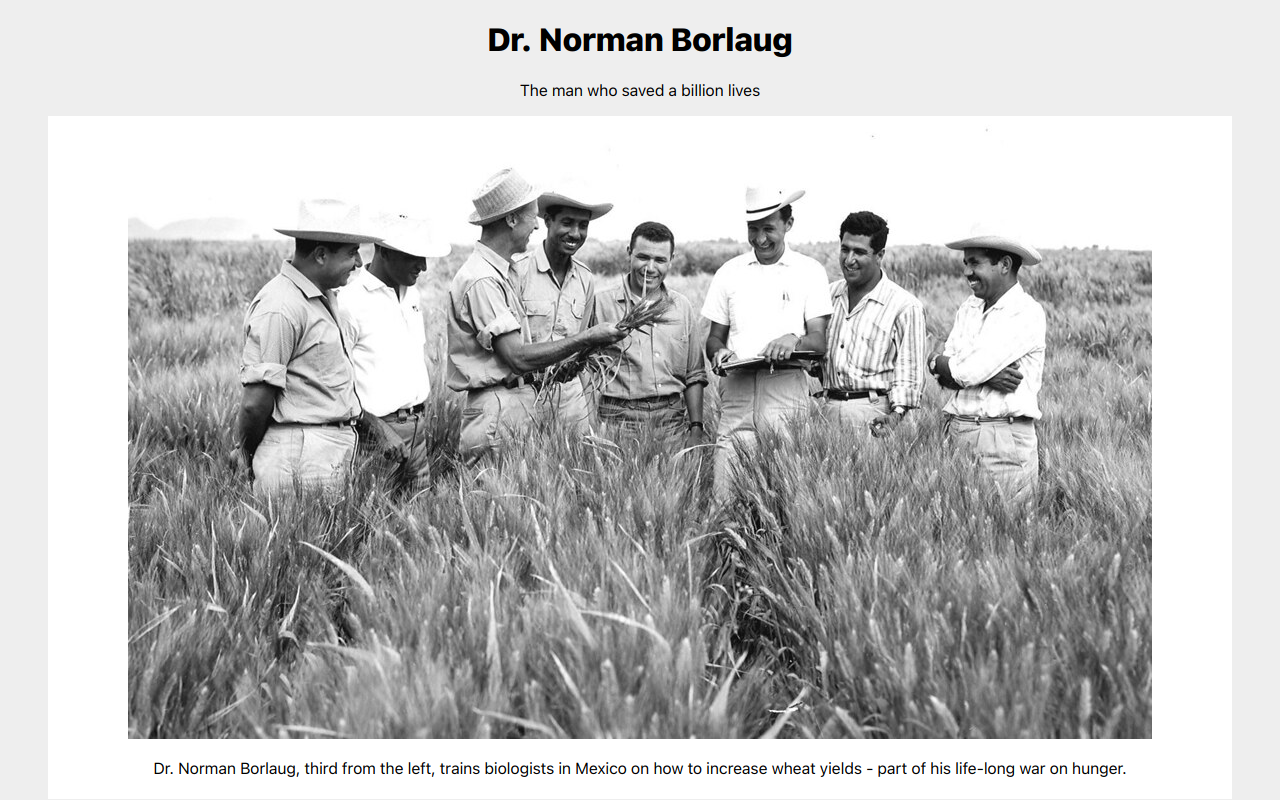 Dr. Norman Borlaug
The man who saved a billion lives
Dr. Norman Borlaug, third from the left, trains biologists in Mexico on how to increase wheat yields - part of his life-long war on hunger.